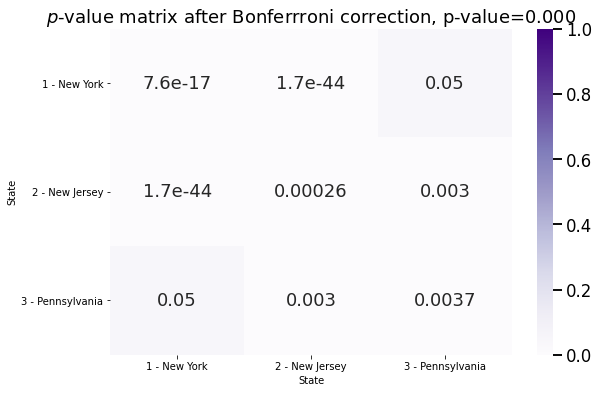 p-value matrix after Bonferrroni correction, p-value=0.000
1.0
1 - New York 7.6e-17 1.7e-44 0.05
0.8
0.6
State
2 - New Jersey 1.7e-44 0.00026 0.003
0.4
0.2
3 - Pennsylvania 0.05 0.003 0.0037
0.0
1 - New York 2 - New Jersey 3 - Pennsylvania
State